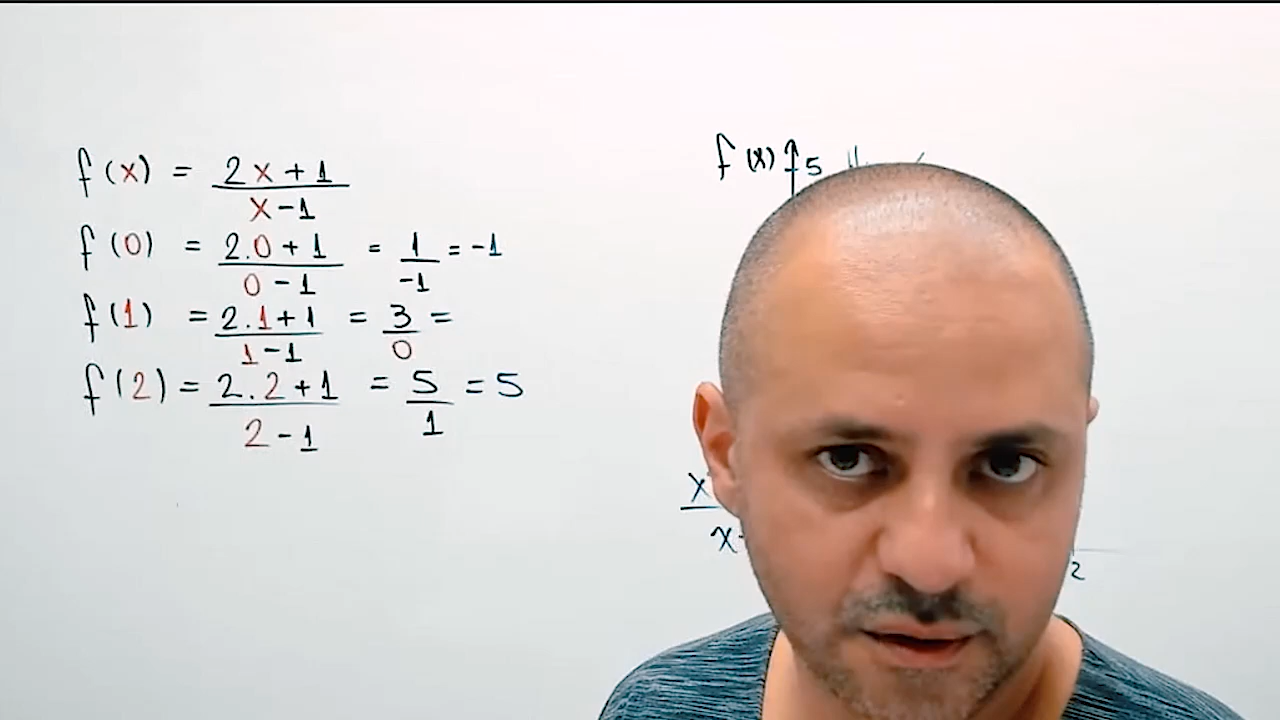 f(x) = 2x+1 / x-1
f(0) = 2.0+1 / 0-1 = 1 / -1 = -1
f(1) = 2.1+1 / 1-1 = 3 / 0 =
f(2) = 2.2+1 / 2-1 = 5 / 1 = 5
f(x) 5
x
x-
2